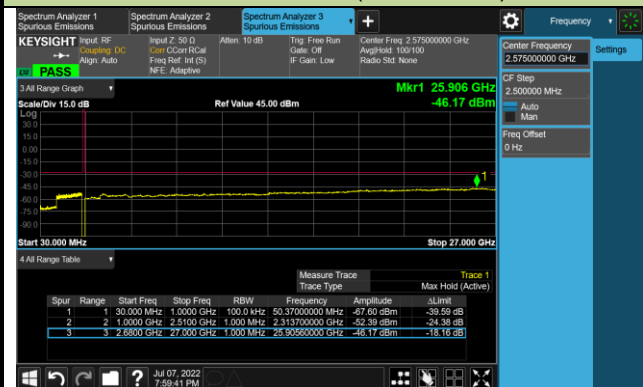 Spectrum Analyzer 1
Spurious Emissions
Spectrum Analyzer 2
Spurious Emissions
Spectrum Analyzer 3
Spurious Emissions
Frequency
KEYSIGHT
Input: RF
Coupling: DC
Align: Auto
Input Z: 50 Ω
Corr CCorr RCal
Freq Ref: Int (S)
NFE: Adaptive
Atten: 10 dB
Trig: Free Run
Gate: Off
IF Gain: Low
Center Freq: 2.575000000 GHz
Avg|Hold: 100/100
Radio Std: None
PASS
Center Frequency
2.575000000 GHz
Settings
CF Step
2.500000 MHz
Auto
Man
Freq Offset
0 Hz
3 All Range Graph
Mkr1 25.906 GHz
Scale/Div 15.0 dB
Ref Value 45.00 dBm
-46.17 dBm
Log
30.0
15.0
0.00
-15.0
-30.0
-45.0
-60.0
-75.0
-90.0
1
Start 30.000 MHz
Stop 27.000 GHz
4 All Range Table
Measure Trace Trace 1
Trace Type Max Hold (Active)
Spur Range Start Freq Stop Freq RBW Frequency Amplitude ΔLimit
1 1 30.000 MHz 1.0000 GHz 100.0 kHz 50.37000000 MHz -67.60 dBm -39.59 dB
2 2 1.0000 GHz 2.5100 GHz 1.000 MHz 2.313700000 GHz -52.39 dBm -24.38 dB
3 3 2.6800 GHz 27.000 GHz 1.000 MHz 25.90560000 GHz -46.17 dBm -18.16 dB
Jul 07, 2022
7:59:41 PM